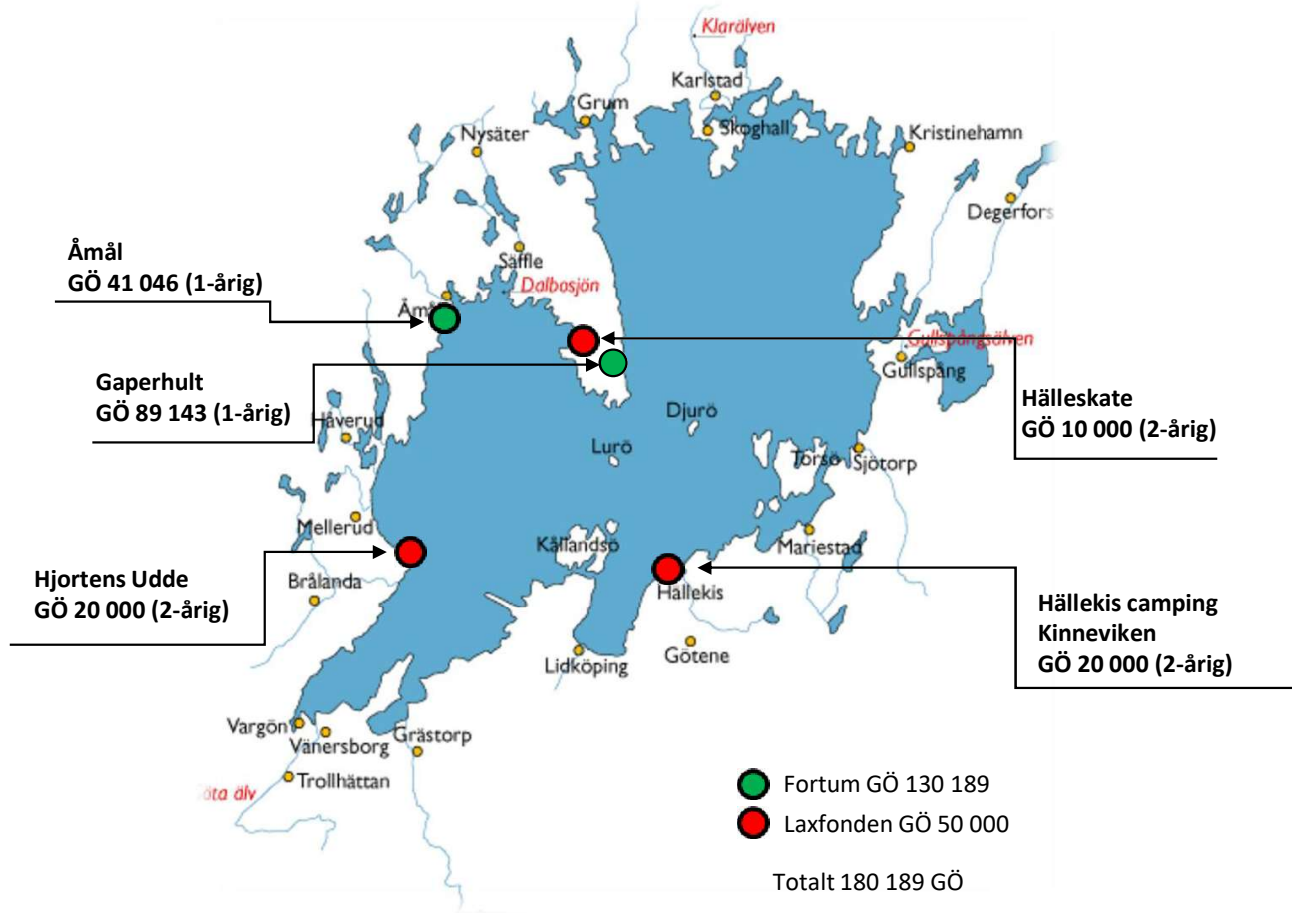 Klarälven
Karlstad
Grum
Skoghall
Nysäter
Kristinehamn
Degerfors
Åmål
GÖ 41 046 (1-årig)
Säffle
Dalbosjön
Åmål
Gullspångsälven
Gullspång
Gaperhult
GÖ 89 143 (1-årig)
Hälleskate
GÖ 10 000 (2-årig)
Håverud
Djurö
Lurö
Torsö
Sjötorp
Mellerud
Kållandsö
Mariestad
Hjortens Udde
GÖ 20 000 (2-årig)
Brålanda
Hällekis
Hällekis camping
Kinneviken
GÖ 20 000 (2-årig)
Lidköping
Götene
Vargön
Vänersborg
Grästorp
Trollhättan
öta älv
Fortum GÖ 130 189
Laxfonden GÖ 50 000
Totalt 180 189 GÖ